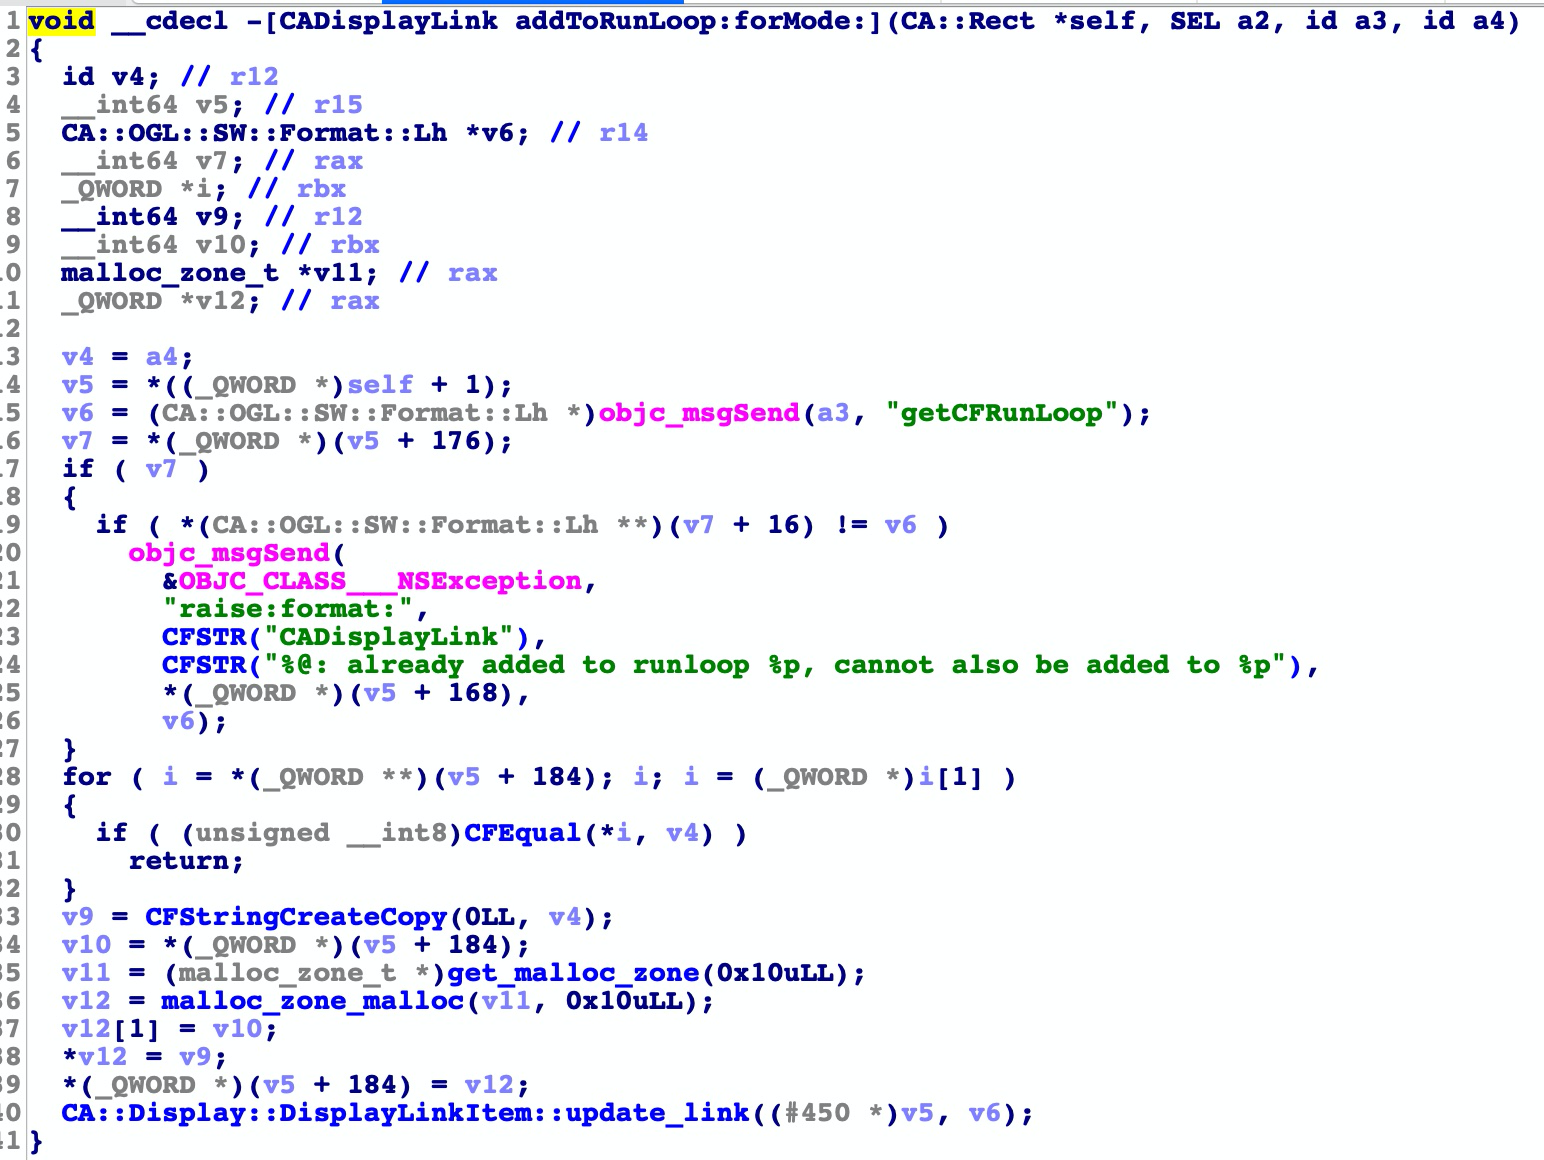 1 void __cdecl -[CADisplayLink addToRunLoop:forMode:](CA::Rect *self, SEL a2, id a3, id a4)
2 {
3 id v4; // r12
4 __int64 v5; // r15
5 CA::OGL::SW::Format::Lh *v6; // r14
6 __int64 v7; // rax
7 _QWORD *i; // rbx
8 __int64 v9; // r12
9 __int64 v10; // rbx
0 malloc_zone_t *v11; // rax
1 _QWORD *v12; // rax
2
3 v4 = a4;
4 v5 = *((_QWORD *)self + 1);
5 v6 = (CA::OGL::SW::Format::Lh *)objc_msgSend(a3, "getCFRunLoop");
6 v7 = *(_QWORD *)(v5 + 176);
7 if ( v7 )
8 {
9 if ( *(CA::OGL::SW::Format::Lh **)(v7 + 16) != v6 )
20 objc_msgSend(
21 &OBJC_CLASS___NSException,
22 "raise:format:",
23 CFSTR("CADisplayLink"),
24 CFSTR("%@: already added to runloop %p, cannot also be added to %p"),
25 *(_QWORD *)(v5 + 168),
26 v6);
27 }
28 for ( i = *(_QWORD **)(v5 + 184); i; i = (_QWORD *)i[1] )
29 {
30 if ( (unsigned __int8)CFEqual(*i, v4) )
31 return;
32 }
33 v9 = CFStringCreateCopy(0LL, v4);
34 v10 = *(_QWORD *)(v5 + 184);
35 v11 = (malloc_zone_t *)get_malloc_zone(0x10uLL);
36 v12 = malloc_zone_malloc(v11, 0x10uLL);
37 v12[1] = v10;
38 *v12 = v9;
39 *(_QWORD *)(v5 + 184) = v12;
40 CA::Display::DisplayLinkItem::update_link((#450 *)v5, v6);
41 }